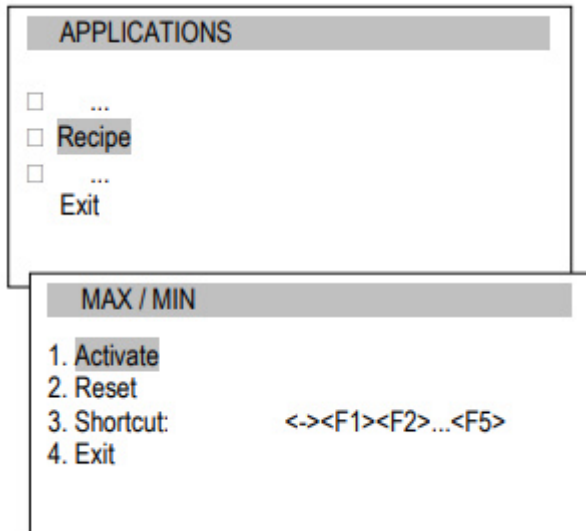 APPLICATIONS
...
Recipe
...
Exit
MAX / MIN
1. Activate
2. Reset
3. Shortcut: <-><F1><F2>...<F5>
4. Exit